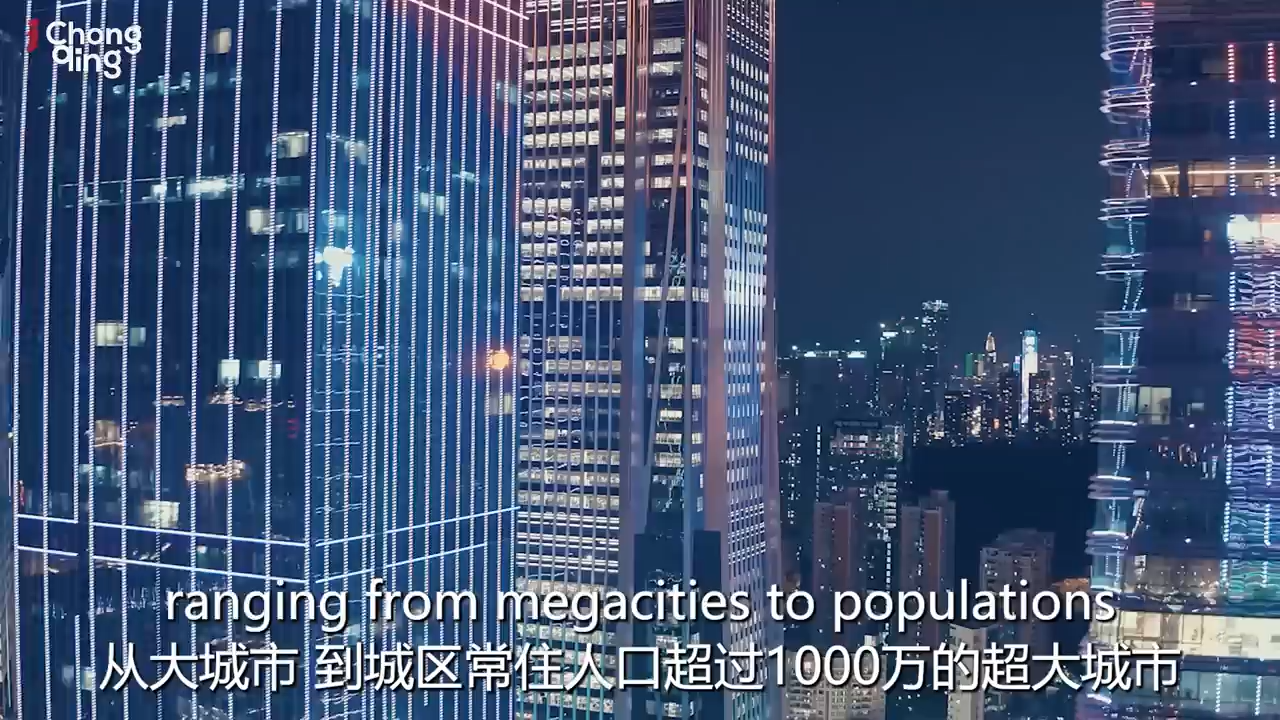 Chong
qing
ranging from megacities to populations
从大城市 到城区常住人口超过1000万的超大城市